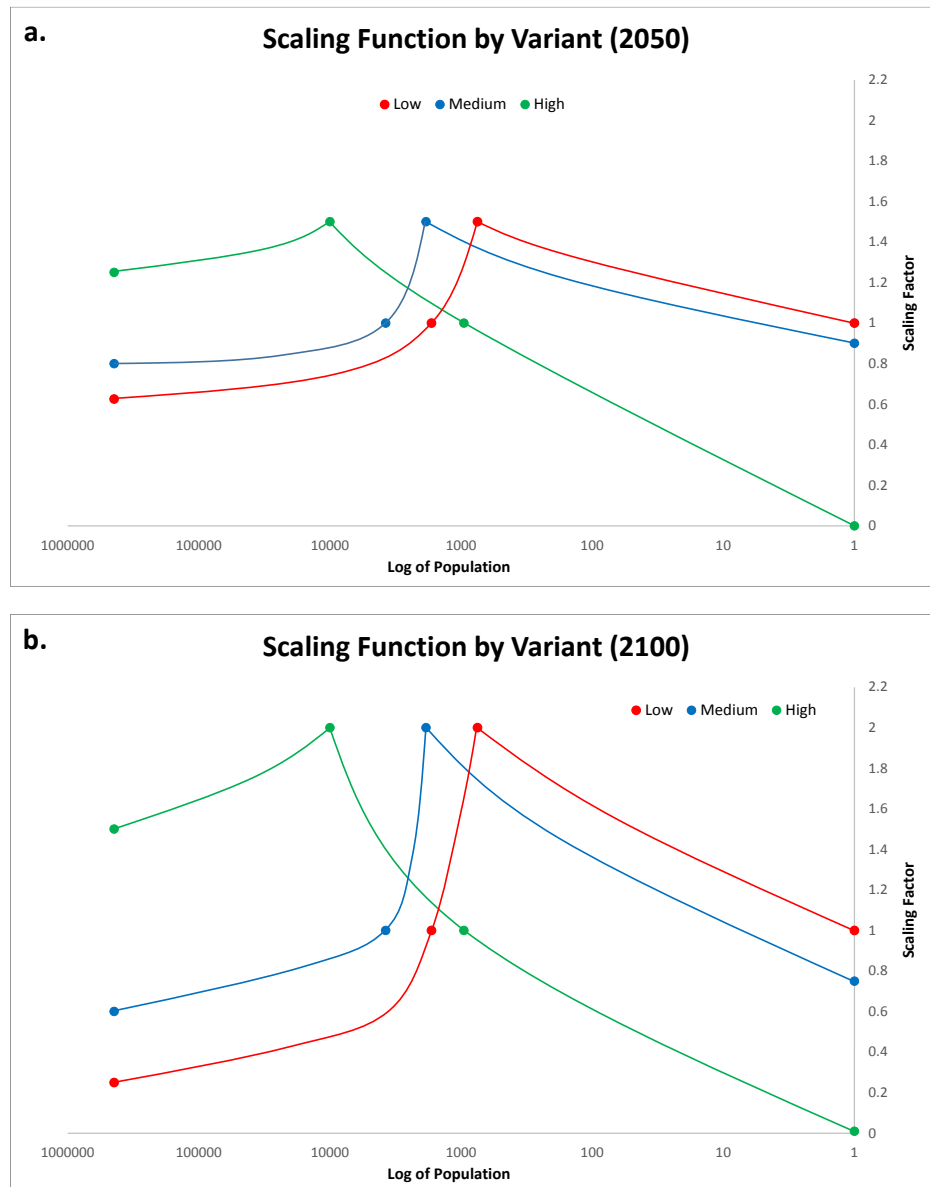 a.
Scaling Function by Variant (2050)
Low Medium High
2.2
2
1.8
1.6
1.4
1.2
1
0.8
0.6
0.4
0.2
0
Scaling Factor
1000000 100000 10000 1000 100 10 1
Log of Population
b.
Scaling Function by Variant (2100)
Low Medium High
2.2
2
1.8
1.6
1.4
1.2
1
0.8
0.6
0.4
0.2
0
Scaling Factor
1000000 100000 10000 1000 100 10 1
Log of Population